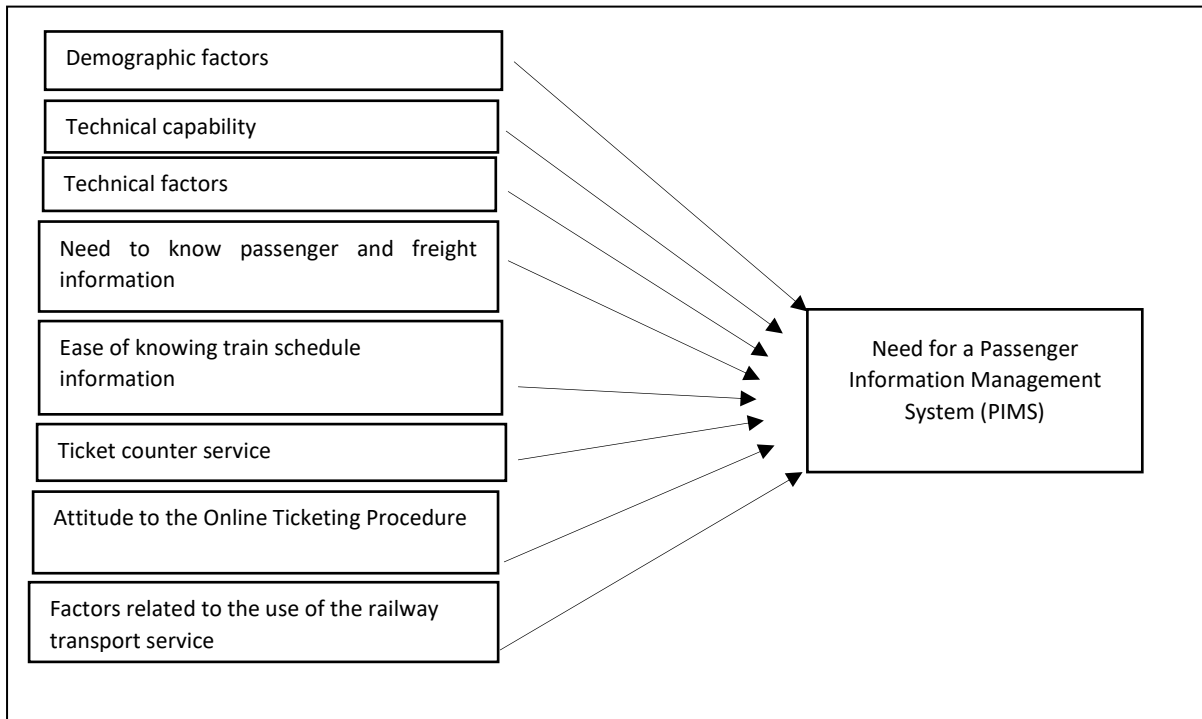 Demographic factors
Technical capability
Technical factors
Need to know passenger and freight
information
Ease of knowing train schedule
information
Ticket counter service
Attitude to the Online Ticketing Procedure
Factors related to the use of the railway
transport service
Need for a Passenger
Information Management
System (PIMS)